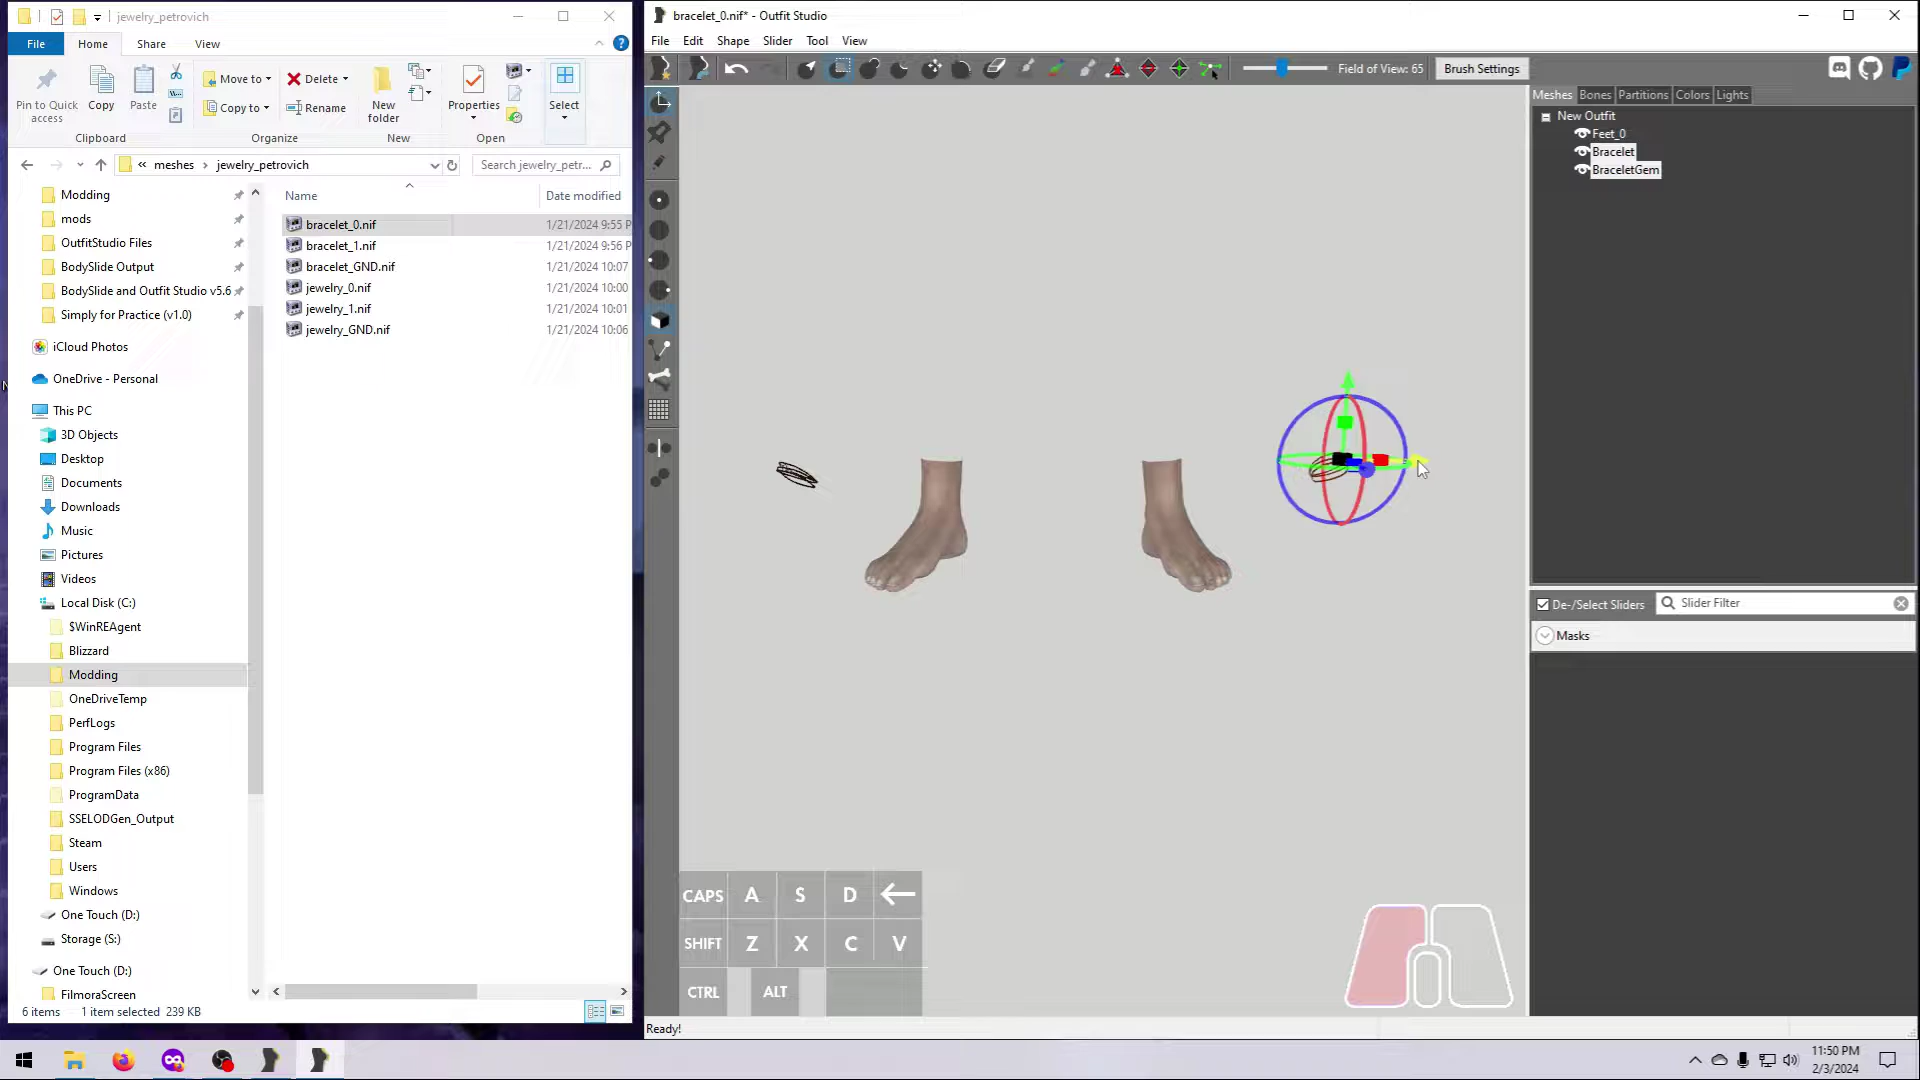 jewelry_petrovich
File
Home
Share
View
Pin to Quick access
Copy
Paste
Move to
Copy to
Delete
Rename
New folder
Properties
Select
Clipboard
Organize
New
Open
« meshes › jewelry_petrovich
Search jewelry_petr...
Modding
mods
OutfitStudio Files
BodySlide Output
BodySlide and Outfit Studio v5.6
Simply for Practice (v1.0)
iCloud Photos
OneDrive - Personal
This PC
3D Objects
Desktop
Documents
Downloads
Music
Pictures
Videos
Local Disk (C:)
$WinREAgent
Blizzard
Modding
OneDriveTemp
PerfLogs
Program Files
Program Files (x86)
ProgramData
SSELODGen_Output
Steam
Users
Windows
One Touch (D:)
Storage (S:)
One Touch (D:)
FilmoraScreen
Name Date modified
bracelet_0.nif 1/21/2024 9:55 P
bracelet_1.nif 1/21/2024 9:56 P
bracelet_GND.nif 1/21/2024 10:07
jewelry_0.nif 1/21/2024 10:00
jewelry_1.nif 1/21/2024 10:01
jewelry_GND.nif 1/21/2024 10:06
6 items 1 item selected 239 KB
bracelet_0.nif* - Outfit Studio
File Edit Shape Slider Tool View
Field of View: 65
Brush Settings
Meshes Bones Partitions Colors Lights
New Outfit
Feet_0
Bracelet
BraceletGem
De-/Select Sliders
Slider Filter
Masks
CAPS A S D ←
SHIFT Z X C V
CTRL ALT
Ready!
11:50 PM
2/3/2024